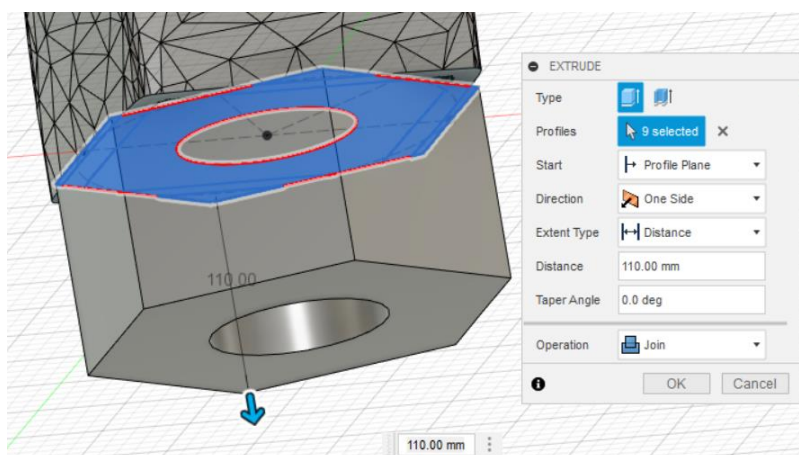 EXTRUDE
Type
Profiles 9 selected
Start Profile Plane
Direction One Side
Extent Type Distance
Distance 110.00 mm
Taper Angle 0.0 deg
Operation Join
OK Cancel
110.00
110.00 mm